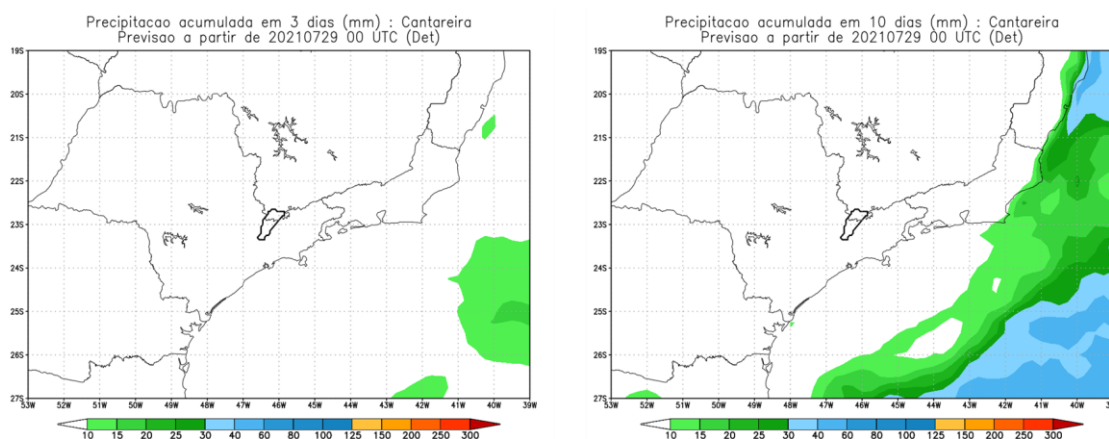 Precipitacao acumulada em 3 dias (mm) : Cantareira
Previsao a partir de 20210729 00 UTC (Det)
19S
20S
21S
22S
23S
24S
25S
26S
27S
53W 52W 51W 50W 49W 48W 47W 46W 45W 44W 43W 42W 41W 40W 39W
10 15 20 25 30 40 60 80 100 125 150 200 250 300
Precipitacao acumulada em 10 dias (mm) : Cantareira
Previsao a partir de 20210729 00 UTC (Det)
19S
20S
21S
22S
23S
24S
25S
26S
27S
53W 52W 51W 50W 49W 48W 47W 46W 45W 44W 43W 42W 41W 40W
10 15 20 25 30 40 60 80 100 125 150 200 250 300